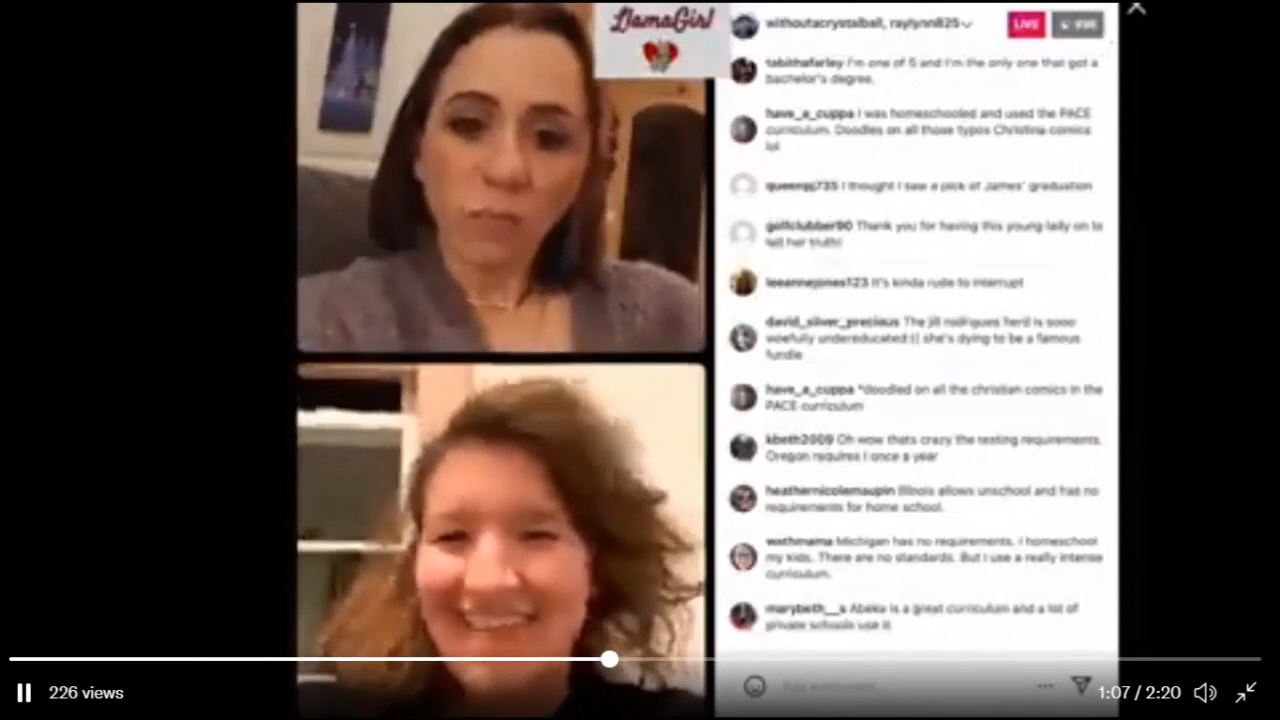 LlamaGirl
withoutacrystalball, raylynn825
LIVE
tabithafarley I'm one of 5 and I'm the only one that got a
bachelor's degree.
have_a_cuppa I was homeschooled and used the PACE
curriculum. Doodles on all those typos Christina comics
lol
queenpj735 I thought I saw a pick of James' graduation
golfclubber90 Thank you for having this young lady on to
tell her truth!
leeannejones123 It's kinda rude to interrupt
david_silver_precious The jill rodrigues herd is sooo
woefully undereducated:(( she's dying to be a famous
fundie
have_a_cuppa *doodled on all the christian comics in the
PACE curriculum
kbeth2009 Oh wow thats crazy the testing requirements.
Oregon requires I once a year
heathernicolemaupin Illinois allows unschool and has no
requirements for home school.
Michigan has no requirements. I homeschool
my kids. There are no standards. But I use a really intense
curriculum.
marybeth__s Abeka is a great curriculum and a lot of
private schools use it
226 views
1:07 / 2:20